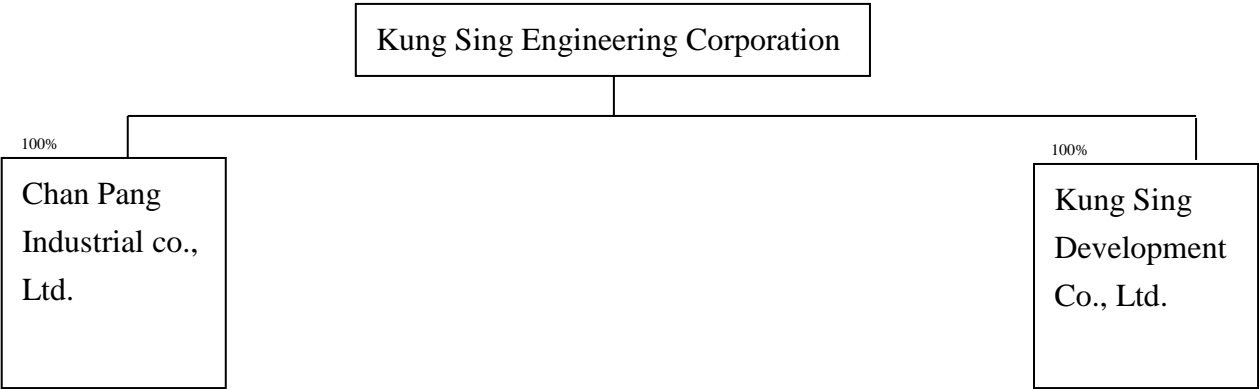 Kung Sing Engineering Corporation
100%
Chan Pang
Industrial co.,
Ltd.
100%
Kung Sing
Development
Co., Ltd.